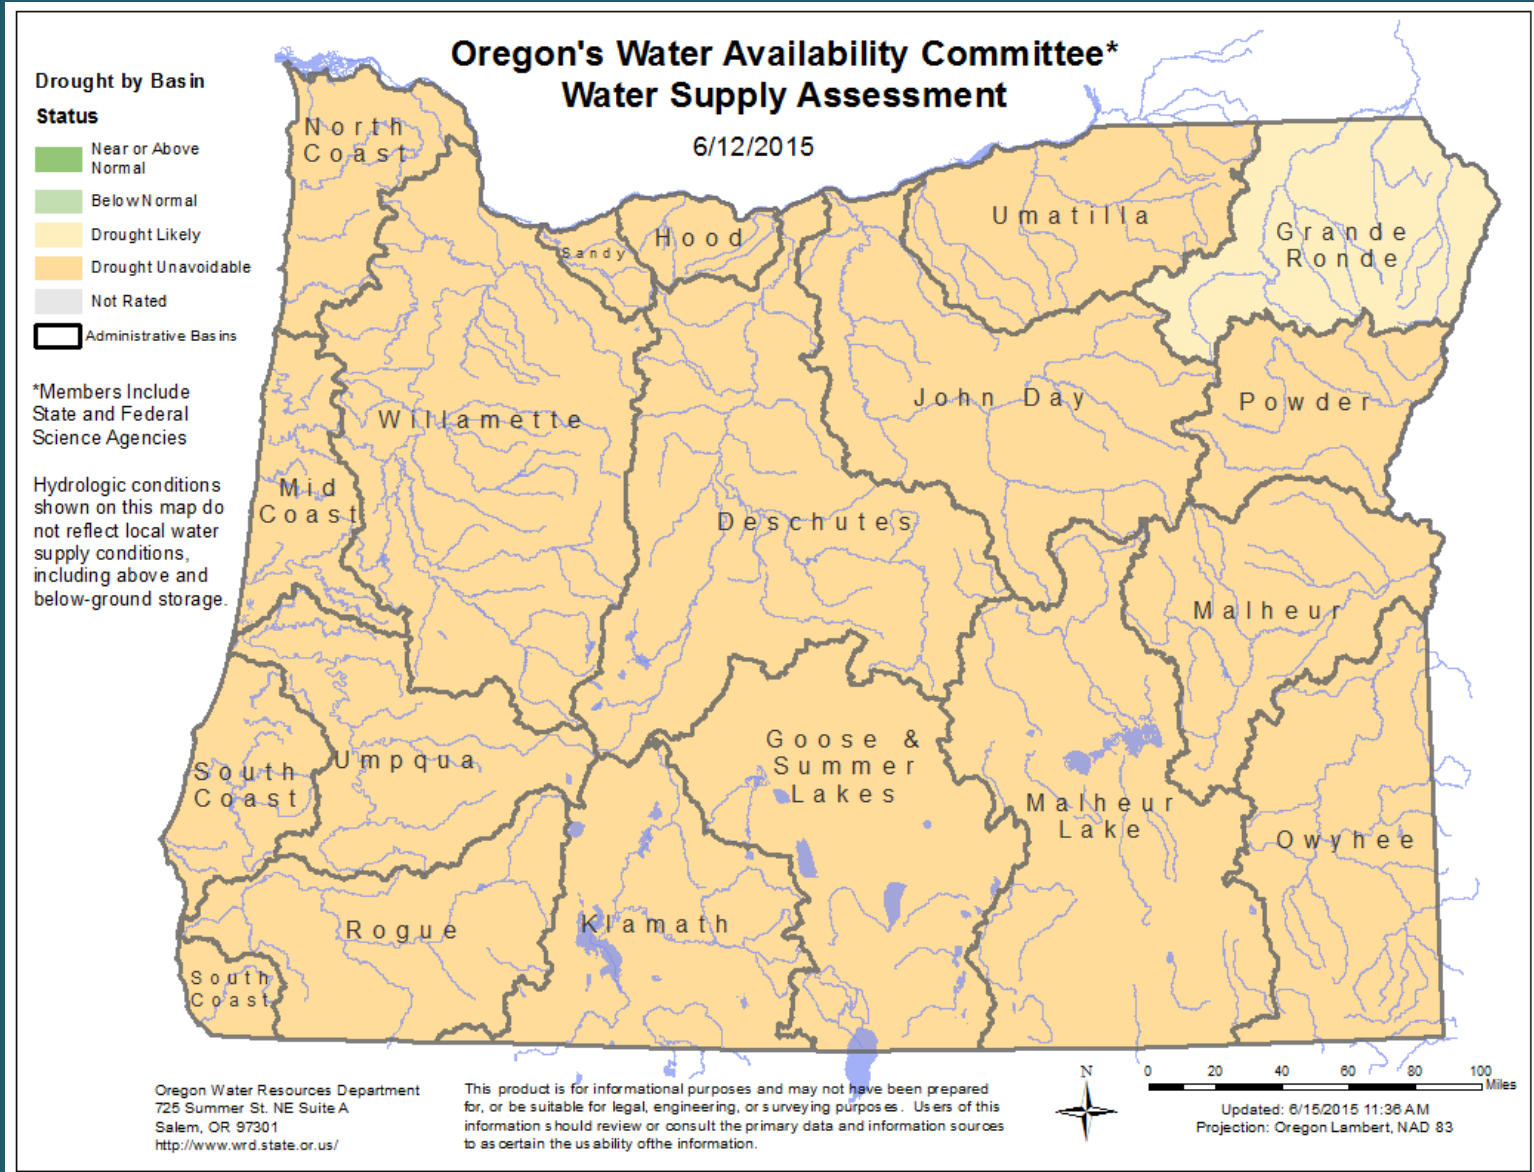 Oregon's Water Availability Committee*
Water Supply Assessment
6/12/2015
Drought by Basin
Status
Near or Above
Normal
Below Normal
Drought Likely
Drought Unavoidable
Not Rated
Administrative Basins
*Members Include
State and Federal
Science Agencies
Hydrologic conditions
shown on this map do
not reflect local water
supply conditions,
including above and
below-ground storage.
North
Coast
Sandy
Hood
Umatilla
Grande
Ronde
Willamette
John Day
Powder
Mid
Coast
Deschutes
Malheur
South
Coast
Umpqua
Goose &
Summer
Lakes
Malheur
Lake
Owyhee
Rogue
Klamath
South
Coast
Oregon Water Resources Department
725 Summer St. NE Suite A
Salem, OR 97301
http://www.wrd.state.or.us/
This product is for informational purposes and may not have been prepared
for, or be suitable for legal, engineering, or surveying purposes. Users of this
information should review or consult the primary data and information sources
to ascertain the usability ofthe information.
N
0 20 40 60 80 100
Miles
Updated: 6/15/2015 11:36 AM
Projection: Oregon Lambert, NAD 83